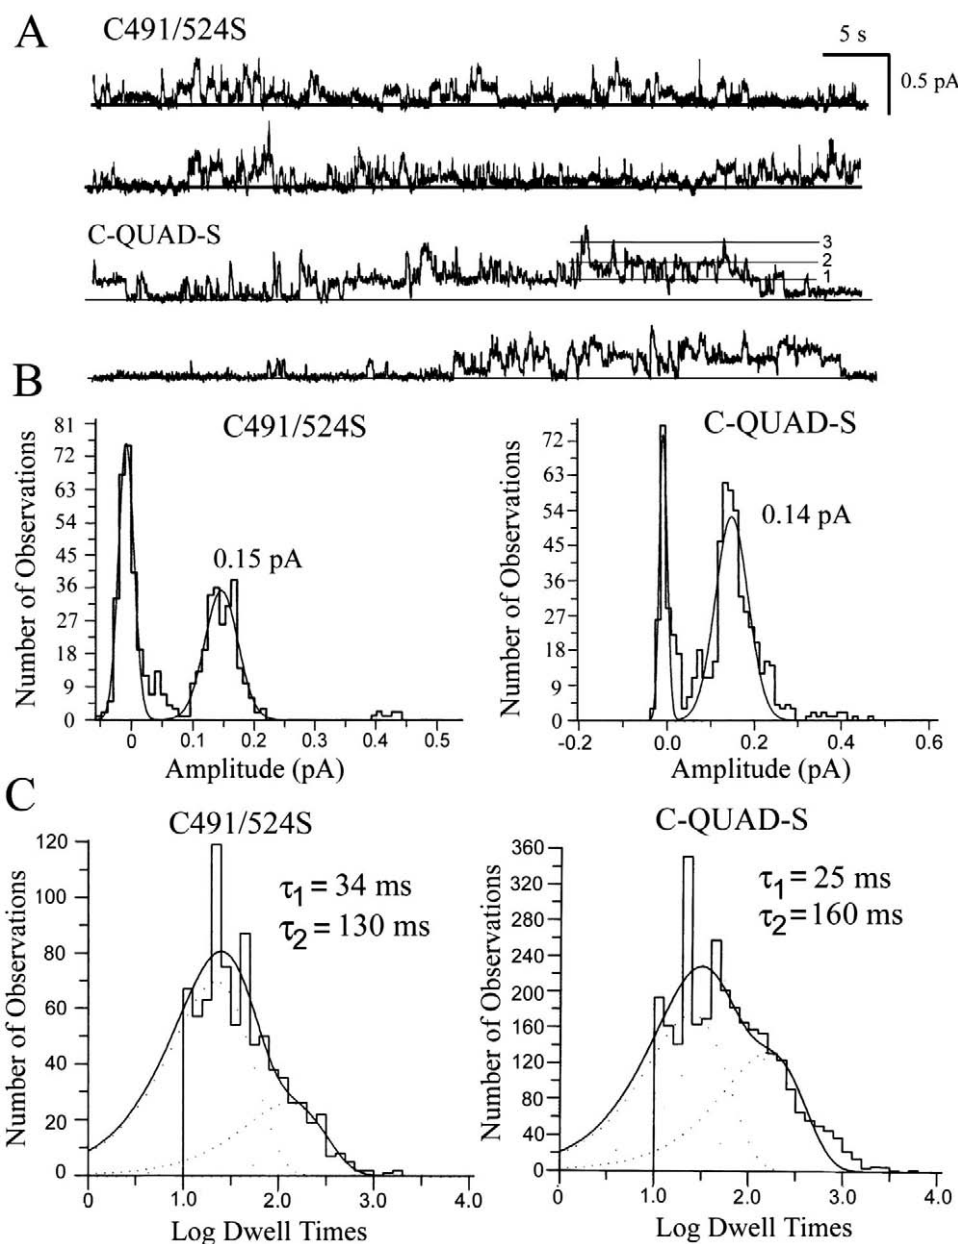 A
C491/524S
5 s
0.5 pA
C-QUAD-S
3
2
1
B
C491/524S
C-QUAD-S
Number of Observations
81
72
63
54
45
36
27
18
9
0
0.15 pA
0
0.1
0.2
0.3
0.4
0.5
Amplitude (pA)
Number of Observations
72
63
54
45
36
27
18
9
0
0.14 pA
-0.2
0.0
0.2
0.4
0.6
Amplitude (pA)
C
C491/524S
C-QUAD-S
Number of Observations
120
100
80
60
40
20
0
τ1 = 34 ms
τ2 = 130 ms
0
1.0
2.0
3.0
4.0
Log Dwell Times
Number of Observations
360
320
280
240
200
160
120
80
40
0
τ1 = 25 ms
τ2 = 160 ms
0
1.0
2.0
3.0
4.0
Log Dwell Times